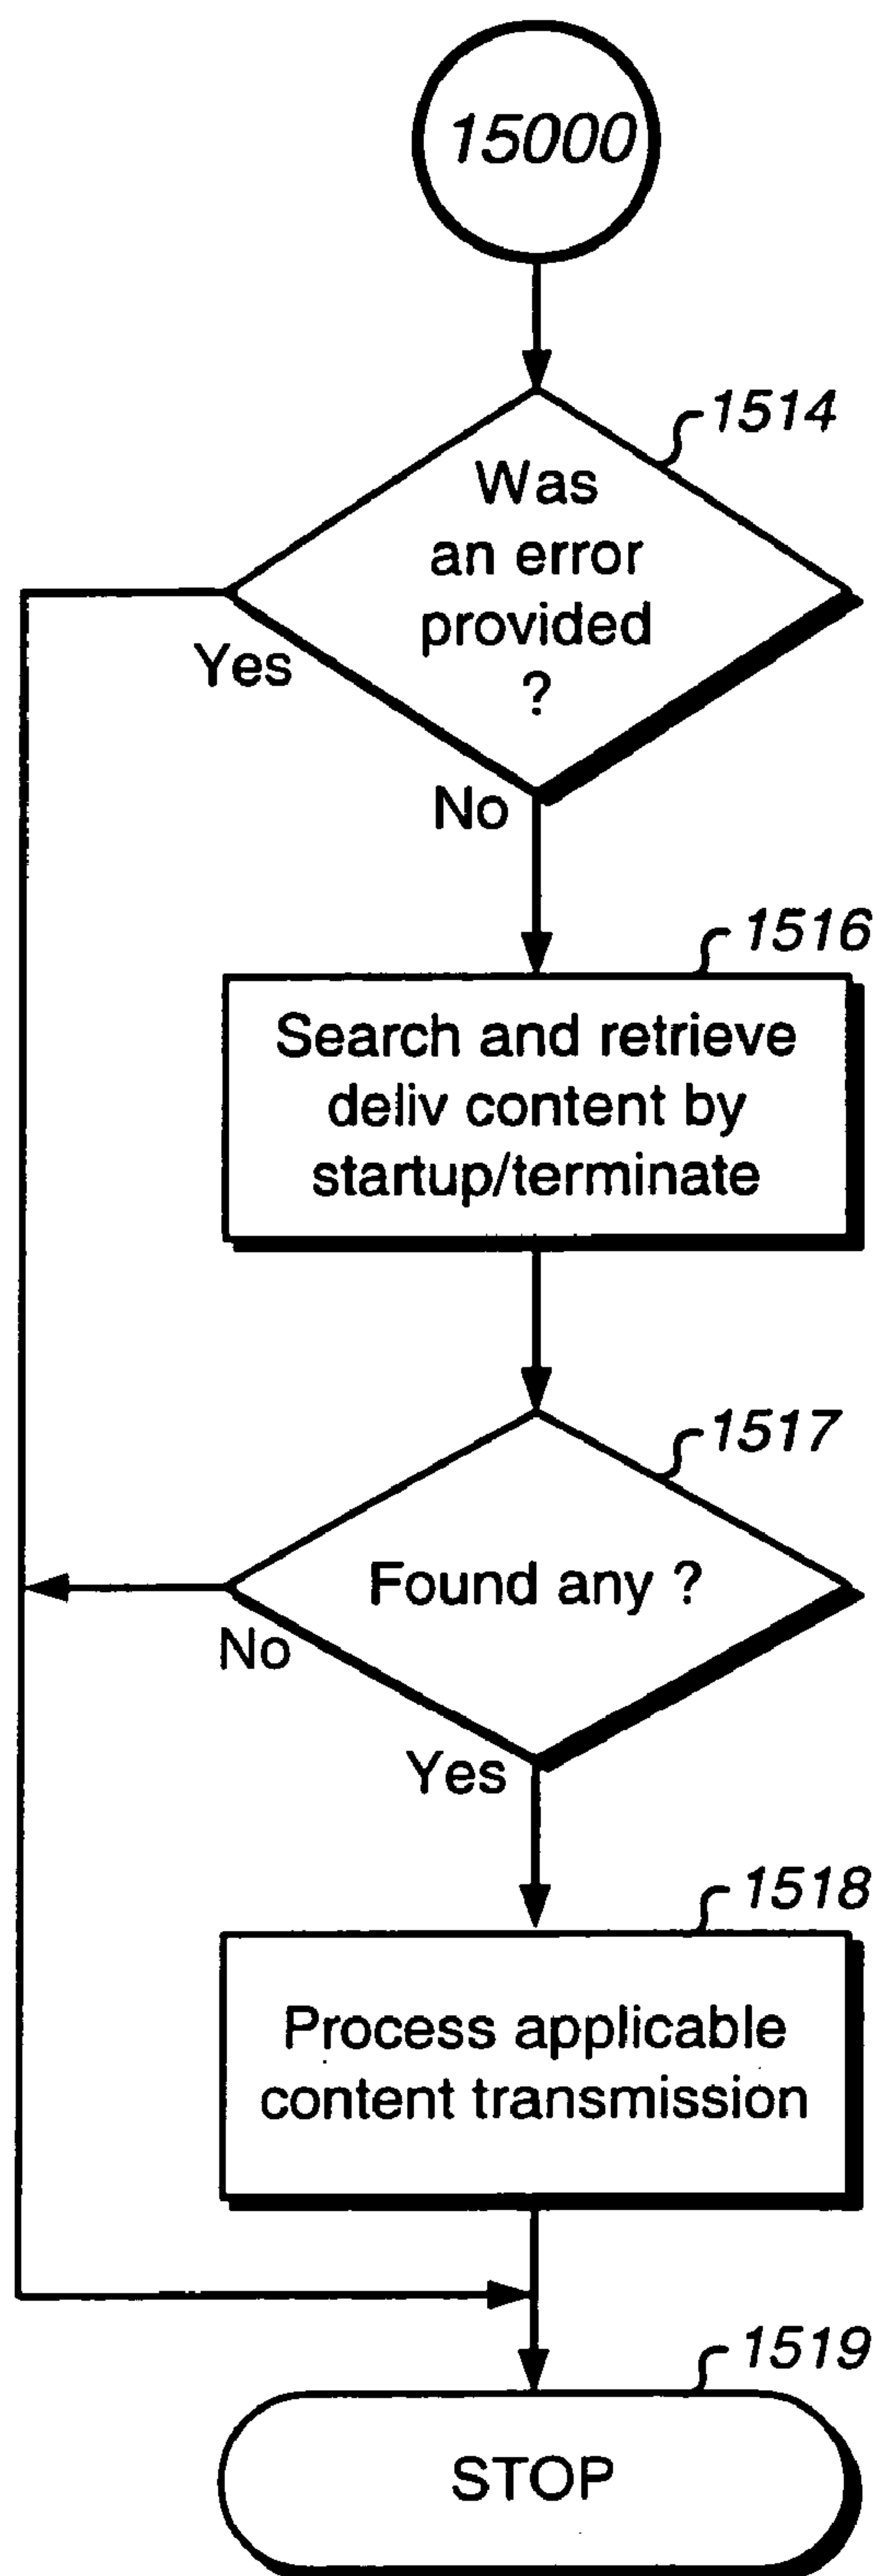 15000
1514
Was
an error
provided
?
Yes
No
1516
Search and retrieve
deliv content by
startup/terminate
1517
Found any ?
No
Yes
1518
Process applicable
content transmission
1519
STOP